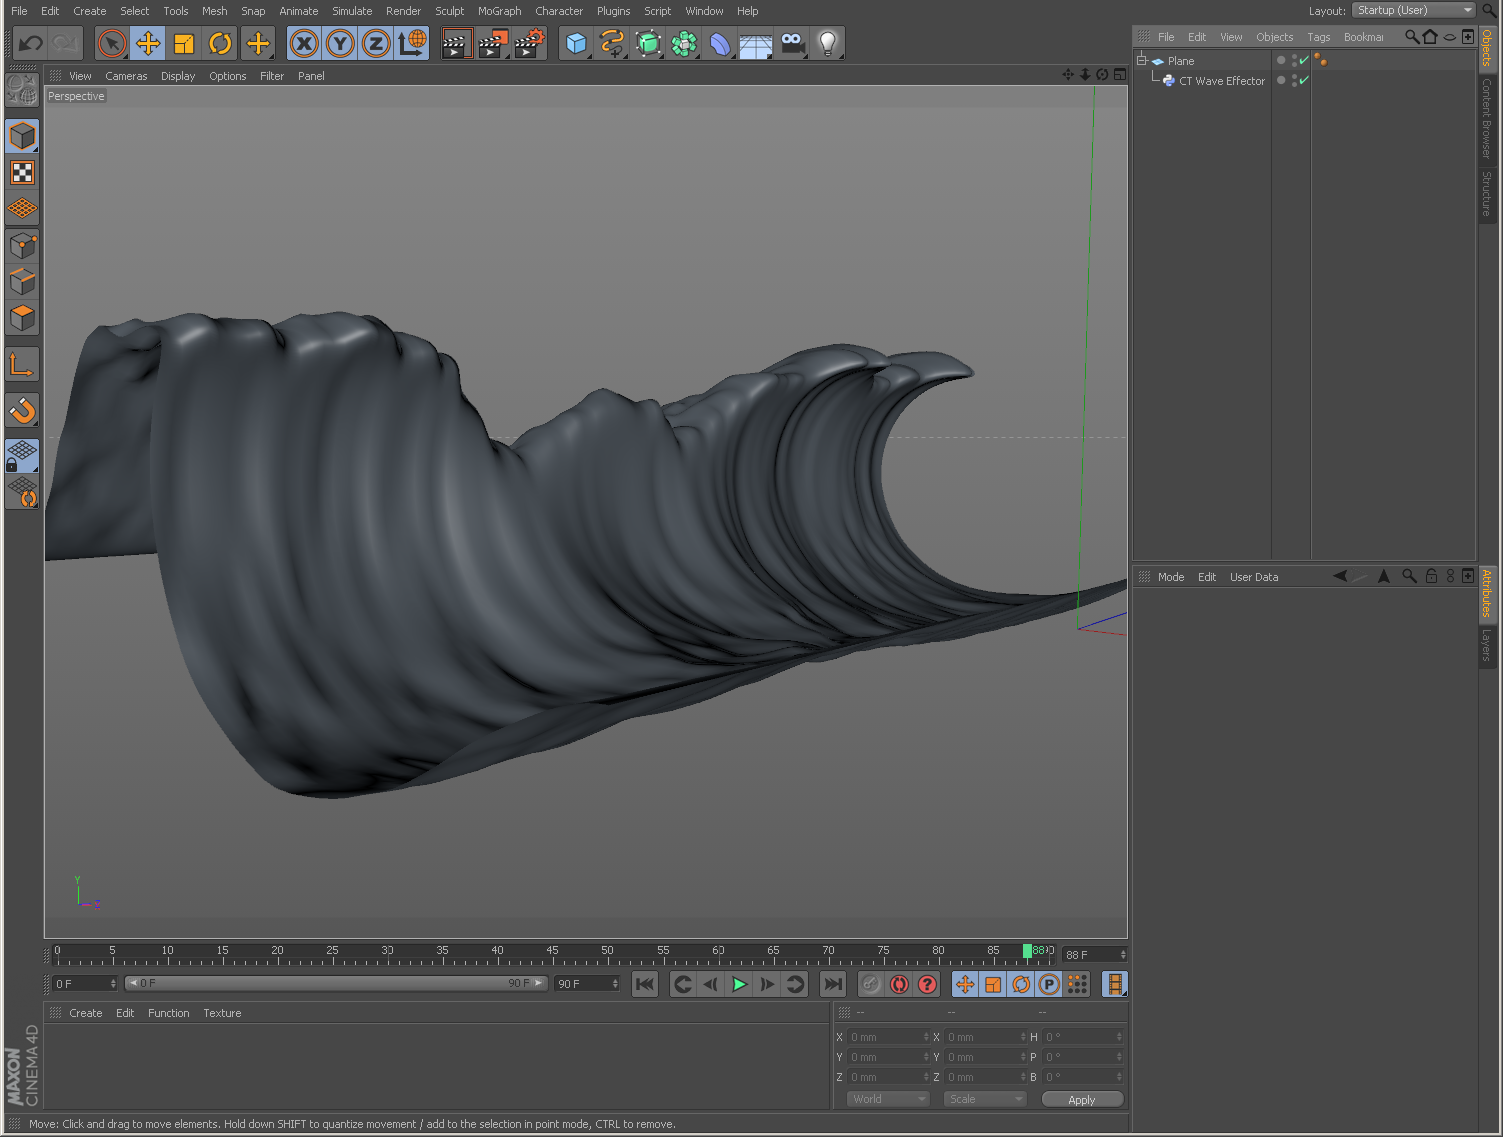 File Edit Create Select Tools Mesh Snap Animate Simulate Render Sculpt MoGraph Character Plugins Script Window Help
Layout: Startup (User)
X Y Z
File Edit View Objects Tags Bookmar
View Cameras Display Options Filter Panel
Perspective
Plane
CT Wave Effector
Objects
Content Browser
Structure
Mode Edit User Data
Attributes
Layers
Y
Z
0 5 10 15 20 25 30 35 40 45 50 55 60 65 70 75 80 85 88
88 F
0 F
0 F
90 F
90 F
? P
Create Edit Function Texture
-- -- --
X 0 mm X 0 mm H 0 °
Y 0 mm Y 0 mm P 0 °
Z 0 mm Z 0 mm B 0 °
World Scale Apply
MAXON
CINEMA 4D
Move: Click and drag to move elements. Hold down SHIFT to quantize movement / add to the selection in point mode, CTRL to remove.